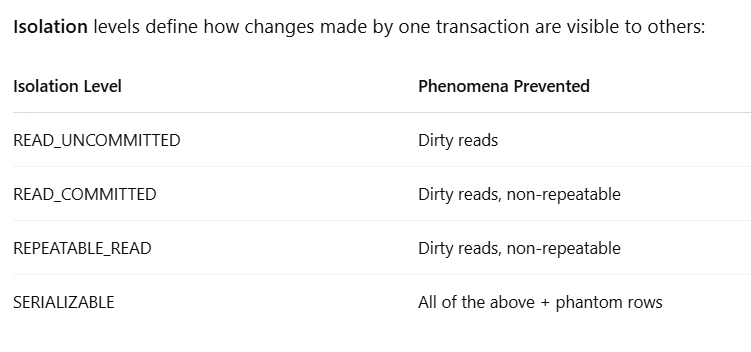 Isolation levels define how changes made by one transaction are visible to others:
Isolation Level Phenomena Prevented
READ_UNCOMMITTED Dirty reads
READ_COMMITTED Dirty reads, non-repeatable
REPEATABLE_READ Dirty reads, non-repeatable
SERIALIZABLE All of the above + phantom rows